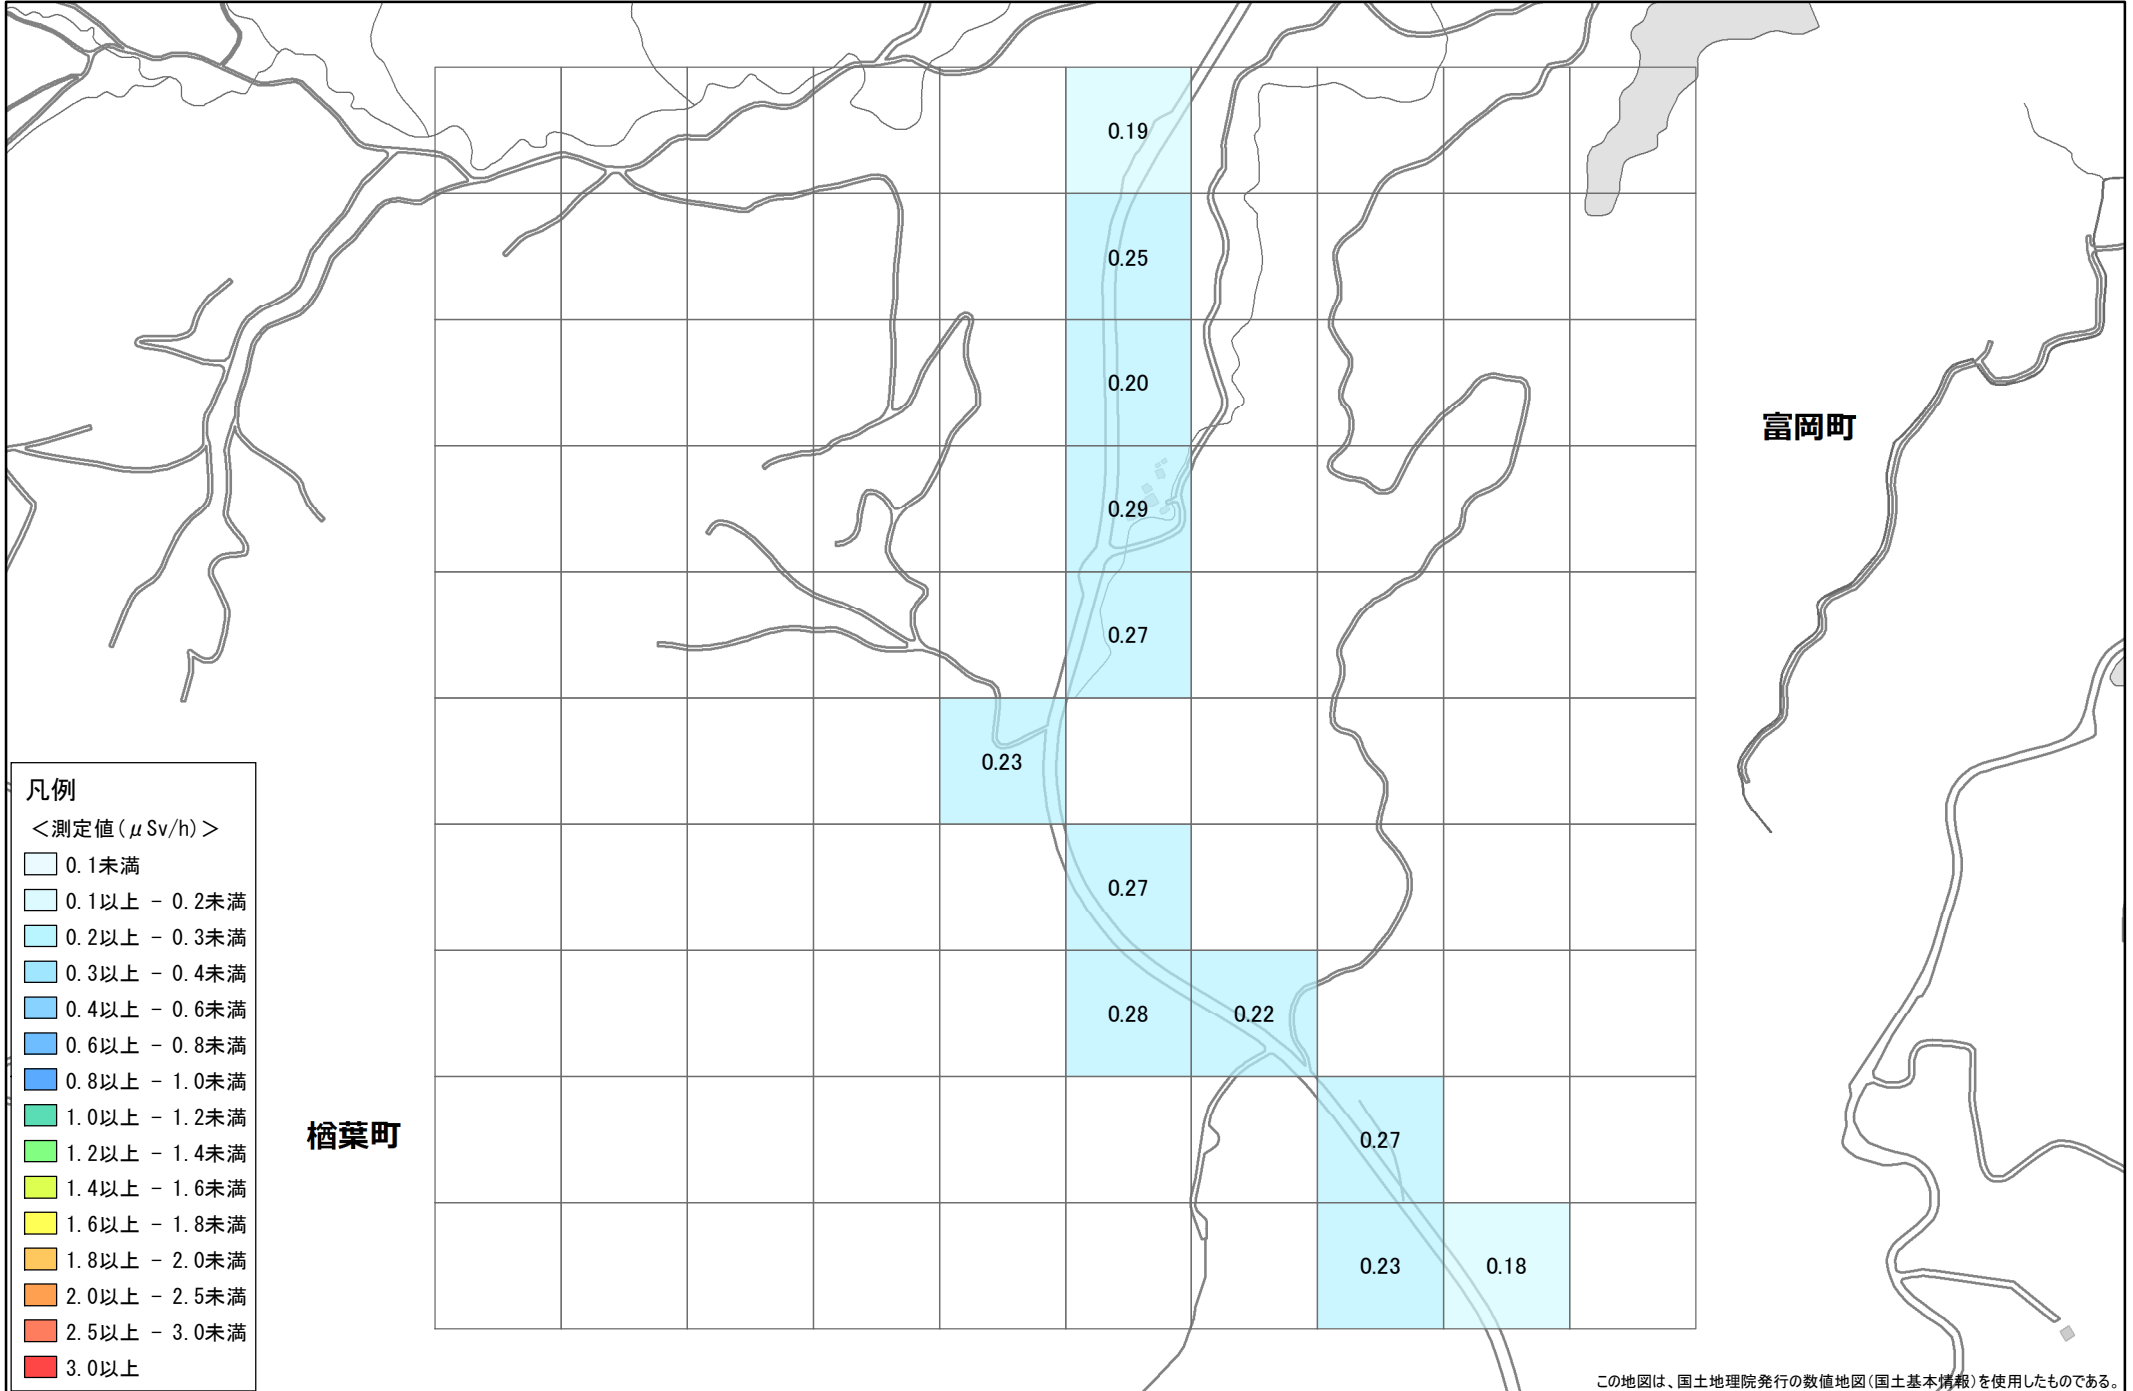 0.19
0.25
0.20
富岡町
0.29
0.27
0.23
0.27
0.28
0.22
楢葉町
0.27
0.23
0.18
凡例
＜測定値(μSv/h)＞
0.1未満
0.1以上 - 0.2未満
0.2以上 - 0.3未満
0.3以上 - 0.4未満
0.4以上 - 0.6未満
0.6以上 - 0.8未満
0.8以上 - 1.0未満
1.0以上 - 1.2未満
1.2以上 - 1.4未満
1.4以上 - 1.6未満
1.6以上 - 1.8未満
1.8以上 - 2.0未満
2.0以上 - 2.5未満
2.5以上 - 3.0未満
3.0以上
この地図は、国土地理院発行の数値地図(国土基本情報)を使用したものである。